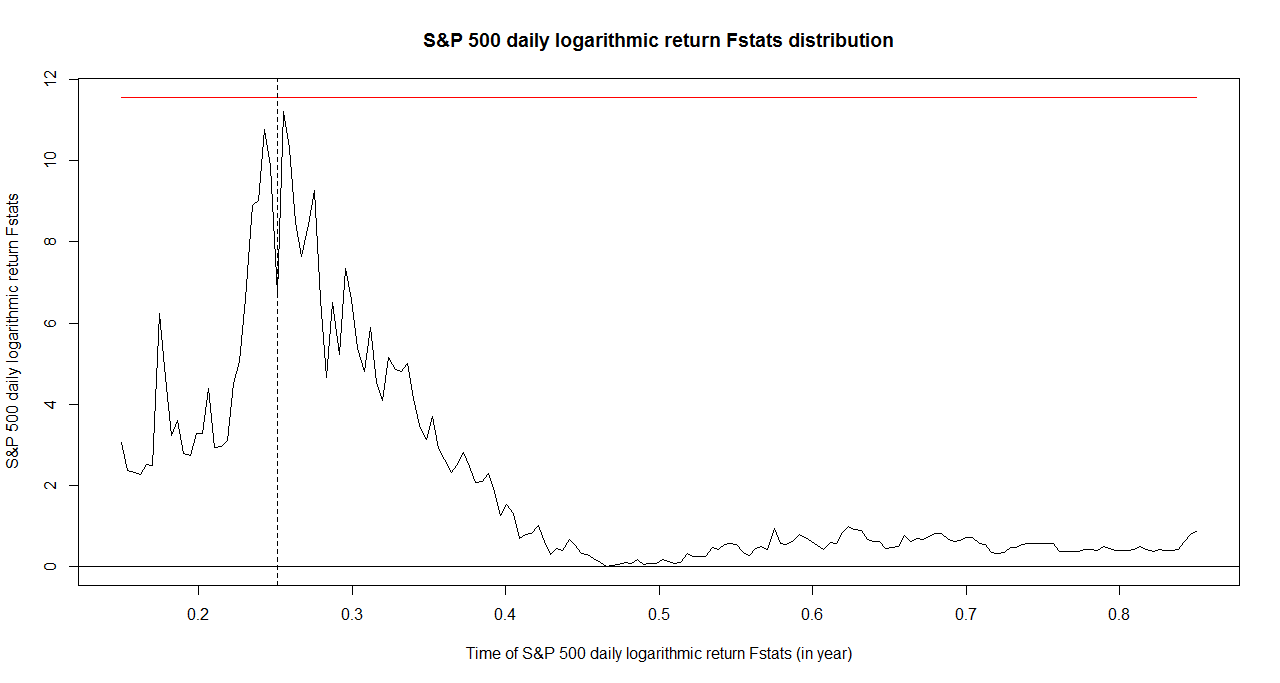 S&P 500 daily logarithmic return Fstats distribution
S&P 500 daily logarithmic return Fstats
12
10
8
6
4
2
0
0.2 0.3 0.4 0.5 0.6 0.7 0.8
Time of S&P 500 daily logarithmic return Fstats (in year)